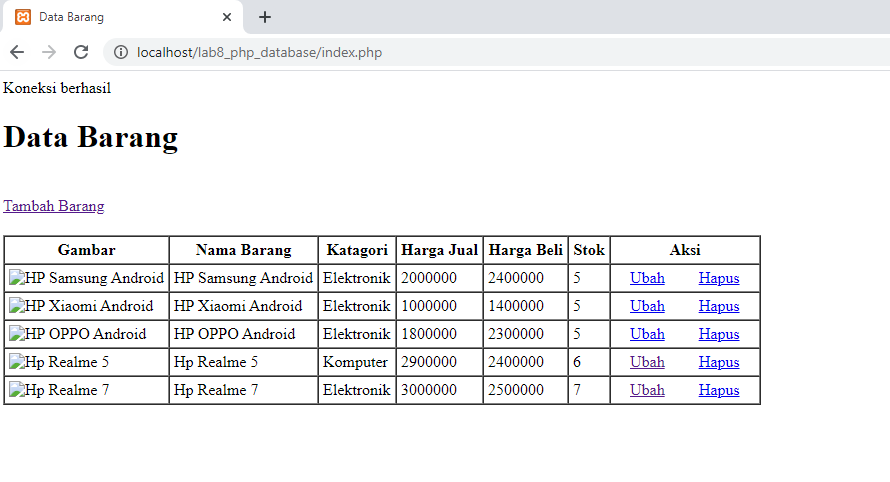 Data Barang
localhost/lab8_php_database/index.php
Koneksi berhasil
Data Barang
Tambah Barang
Gambar Nama Barang Katagori Harga Jual Harga Beli Stok Aksi
HP Samsung Android HP Samsung Android Elektronik 2000000 2400000 5 Ubah Hapus
HP Xiaomi Android HP Xiaomi Android Elektronik 1000000 1400000 5 Ubah Hapus
HP OPPO Android HP OPPO Android Elektronik 1800000 2300000 5 Ubah Hapus
Hp Realme 5 Hp Realme 5 Komputer 2900000 2400000 6 Ubah Hapus
Hp Realme 7 Hp Realme 7 Elektronik 3000000 2500000 7 Ubah Hapus